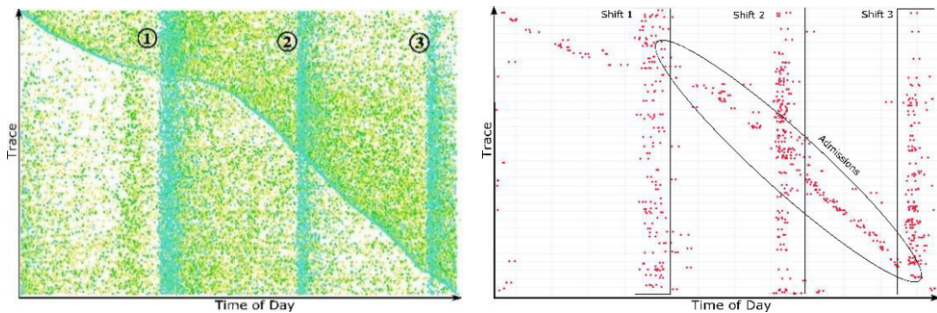 ①
②
③
Trace
Time of Day
Shift 1
Shift 2
Shift 3
Admissions
Trace
Time of Day